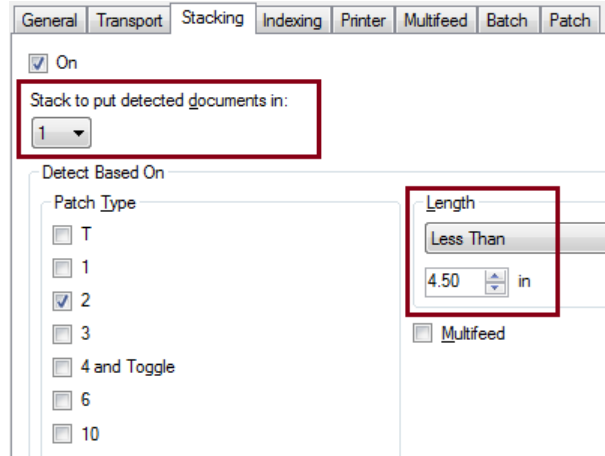 General Transport Stacking Indexing Printer Multifeed Batch Patch
On
Stack to put detected documents in:
1
Detect Based On
Patch Type
T
1
2
3
4 and Toggle
6
10
Length
Less Than
4.50 in
Multifeed